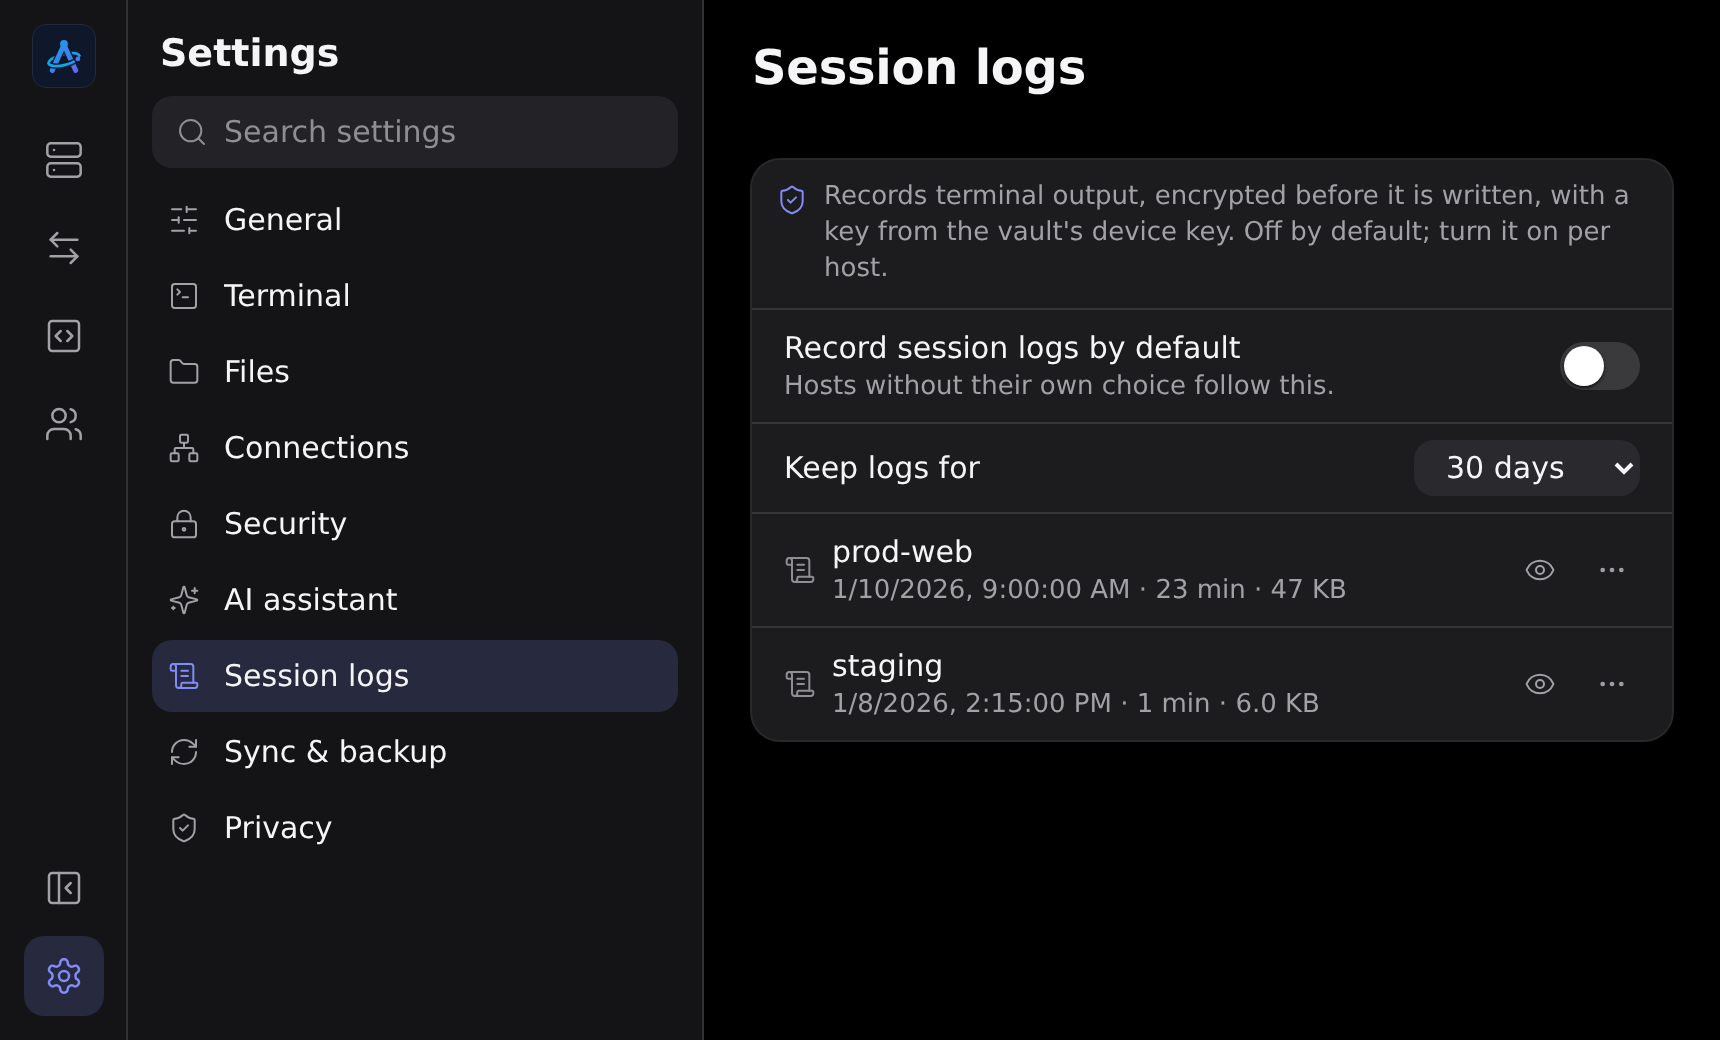 Settings
Search settings
General
Terminal
Files
Connections
Security
AI assistant
Session logs
Sync & backup
Privacy
Session logs
Records terminal output, encrypted before it is written, with a
key from the vault's device key. Off by default; turn it on per
host.
Record session logs by default
Hosts without their own choice follow this.
Keep logs for
30 days
prod-web
1/10/2026, 9:00:00 AM · 23 min · 47 KB
staging
1/8/2026, 2:15:00 PM · 1 min · 6.0 KB